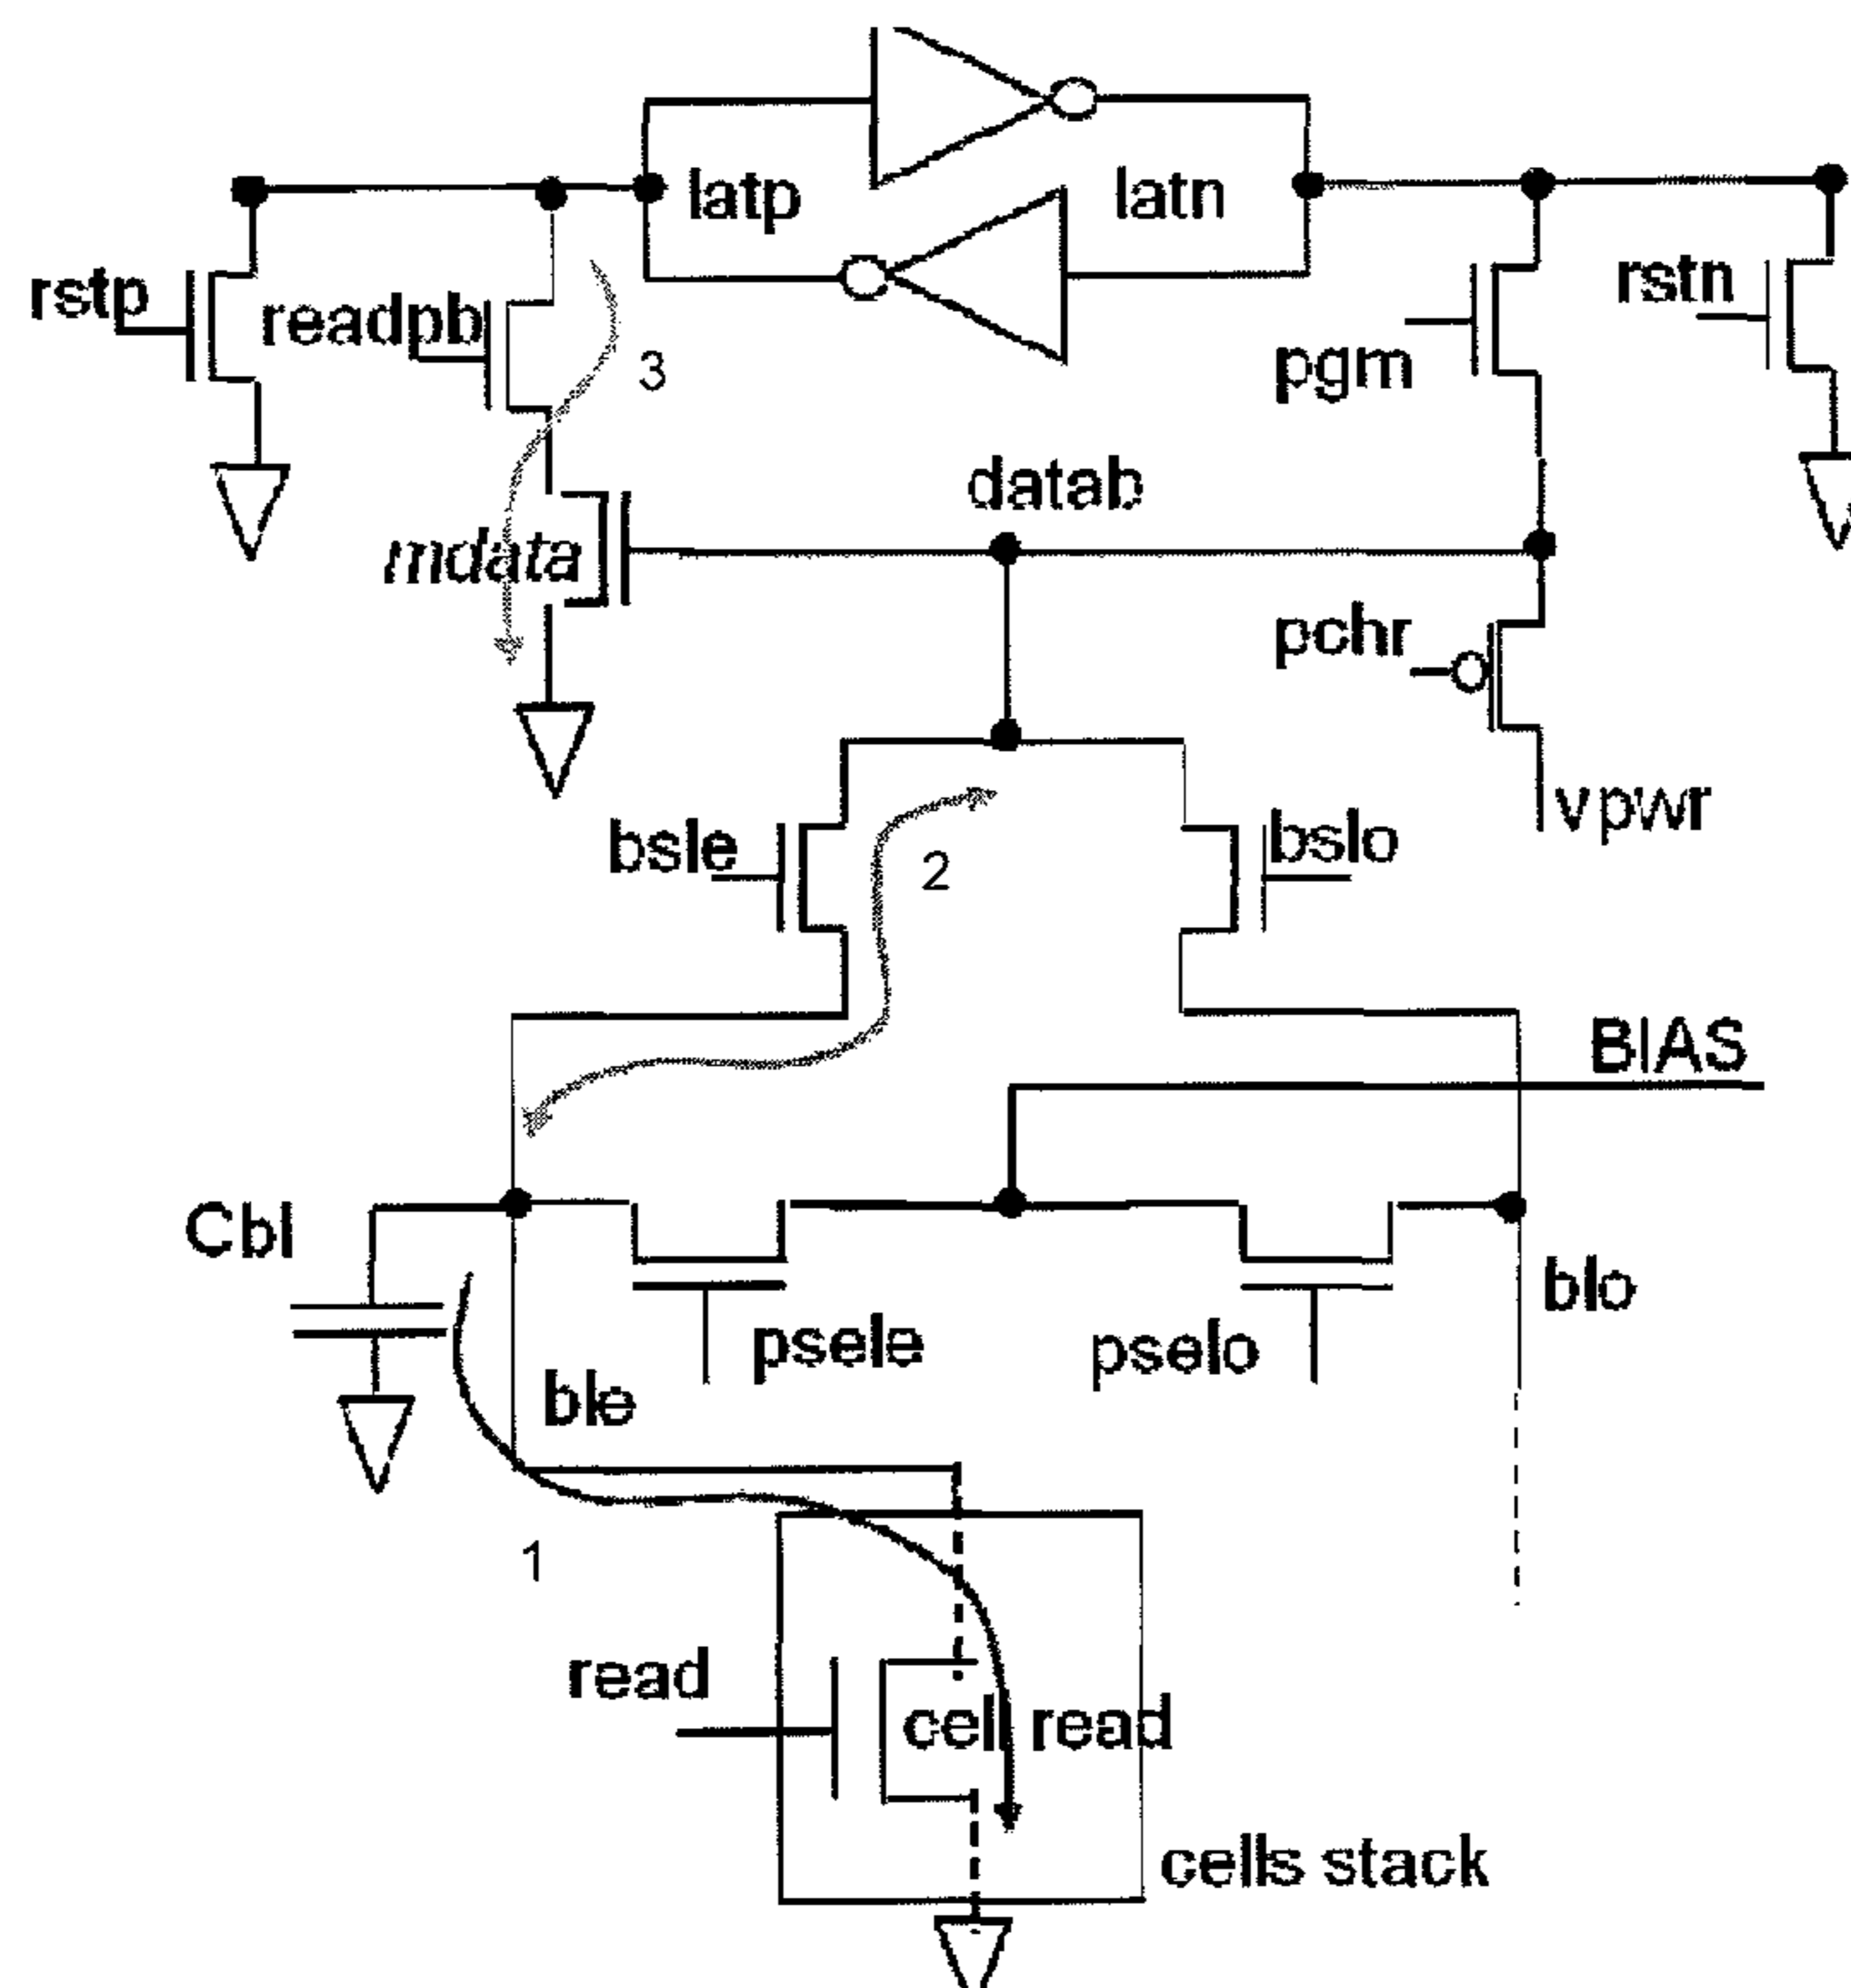 latp
latn
rstp
readpb
rstn
3
pgm
datab
mdata
pchr
vpwr
bsle
bslo
2
BIAS
Cbl
blo
psele
pselo
ble
1
read
cell read
cells stack